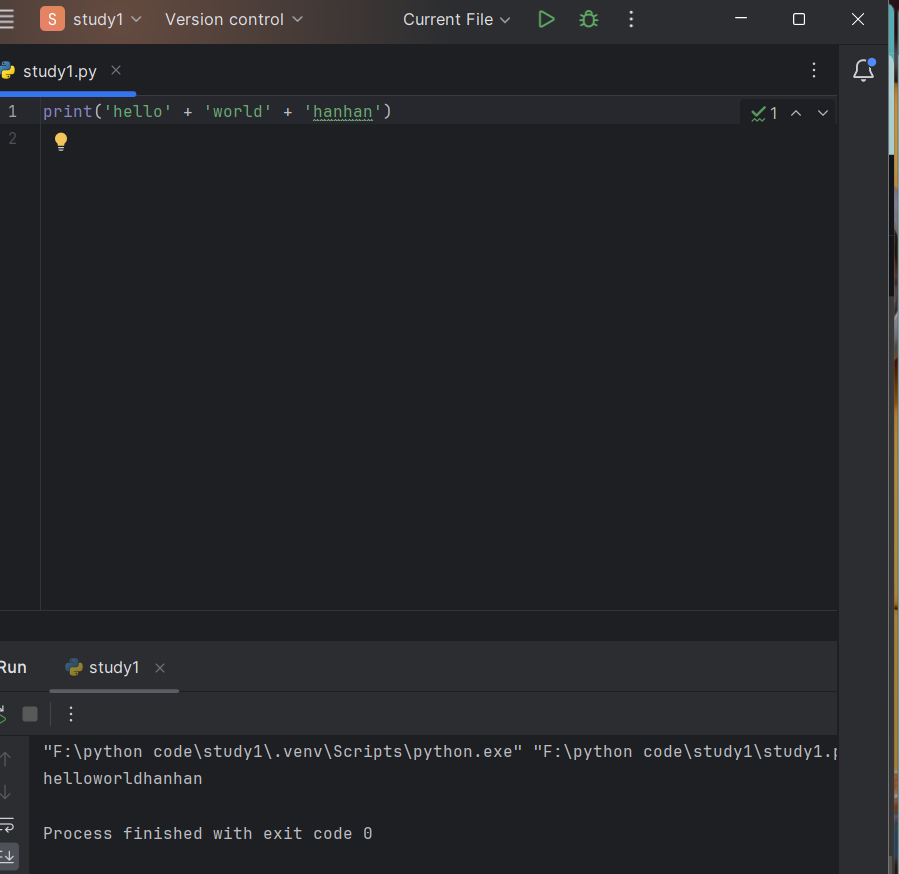 S study1 Version control Current File
study1.py
1 print('hello' + 'world' + 'hanhan') 1
2
Run study1
"F:\python code\study1\.venv\Scripts\python.exe" "F:\python code\study1\study1.p
helloworldhanhan
Process finished with exit code 0